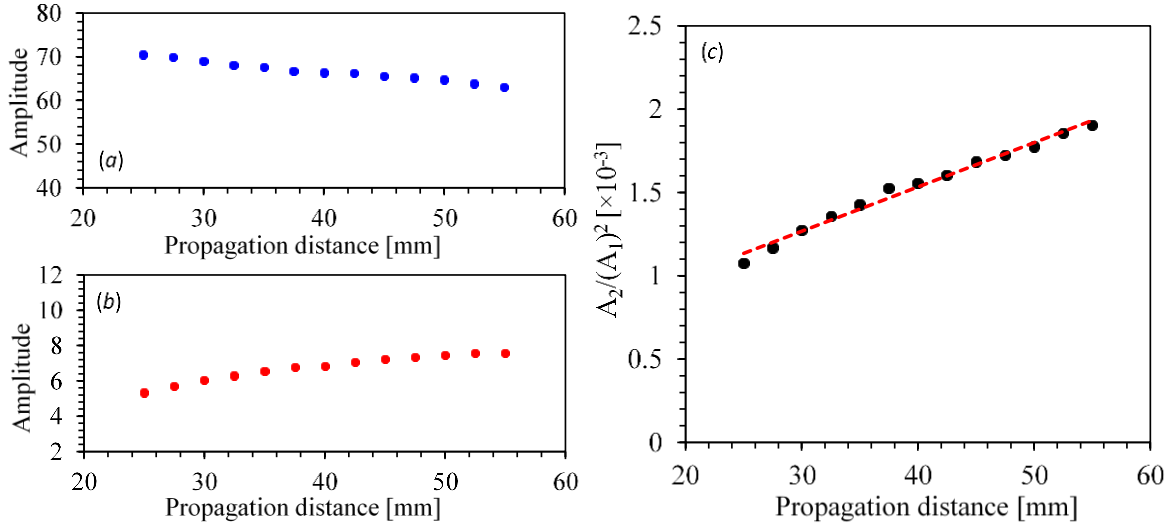 80
70
60
50
40
Amplitude
(a)
20 30 40 50 60
Propagation distance [mm]
12
10
8
6
4
2
Amplitude
(b)
20 30 40 50 60
Propagation distance [mm]
2.5
2
1.5
1
0.5
0
A₂/(A₁)² [×10⁻³]
(c)
20 30 40 50 60
Propagation distance [mm]